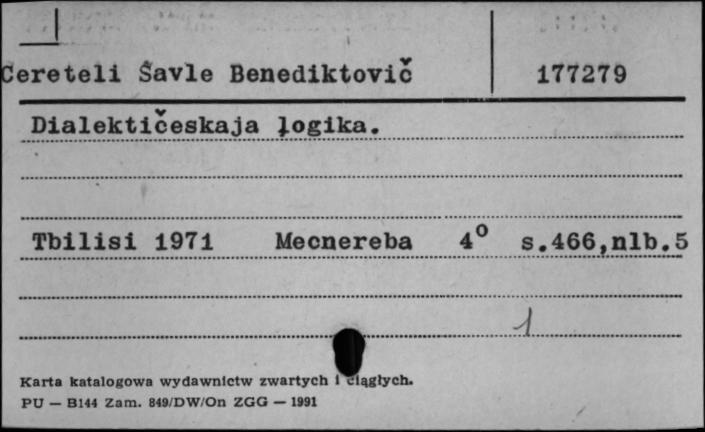 Cereteli Šavle Benediktovič 177279
Dialektičeskaja logika.
Tbilisi 1971 Mecnereba 4⁰ s.466,nlb.5
1
Karta katalogowa wydawnictw zwartych i ciągłych.
PU — B144 Zam. 849/DW/On ZGG — 1991